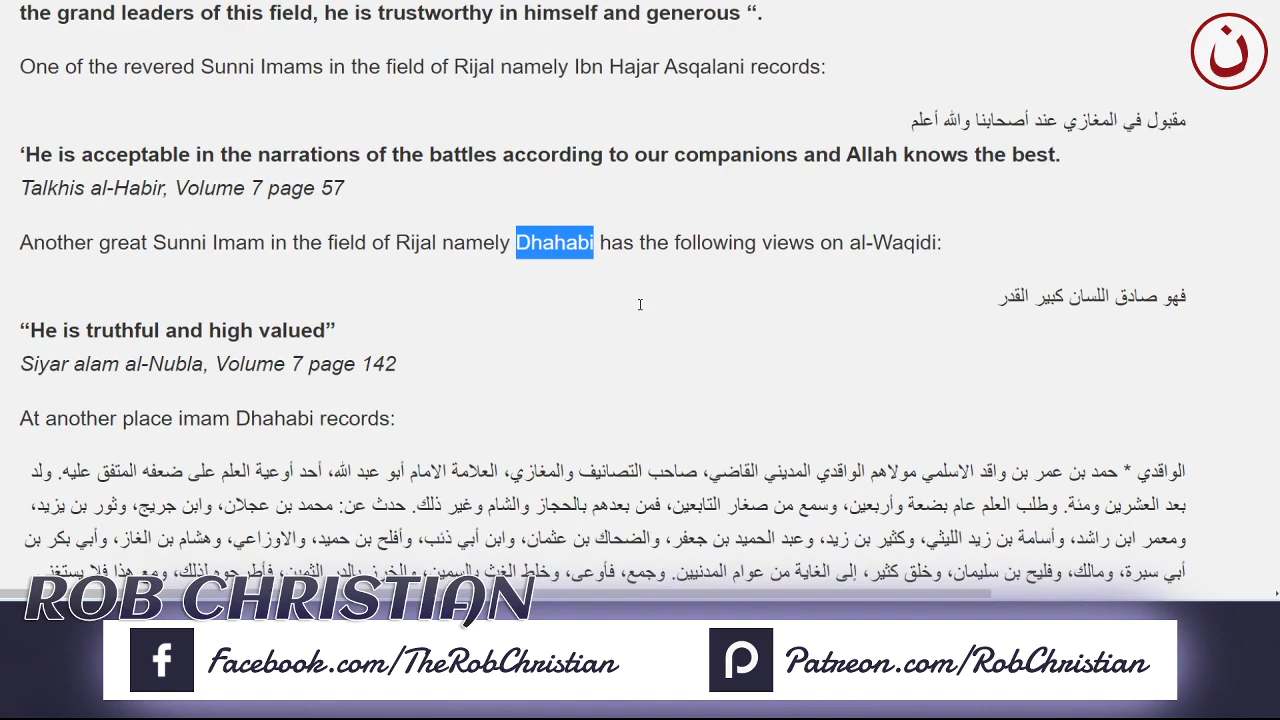 the grand leaders of this field, he is trustworthy in himself and generous “.
ن
One of the revered Sunni Imams in the field of Rijal namely Ibn Hajar Asqalani records:
مقبول في المغازي عند أصحابنا والله أعلم
‘He is acceptable in the narrations of the battles according to our companions and Allah knows the best.
Talkhis al-Habir, Volume 7 page 57
Another great Sunni Imam in the field of Rijal namely Dhahabi has the following views on al-Waqidi:
فهو صادق اللسان كبير القدر
“He is truthful and high valued”
Siyar alam al-Nubla, Volume 7 page 142
At another place imam Dhahabi records:
الواقدي * حمد بن عمر بن واقد الاسلمي مولاهم الواقدي المديني القاضي، صاحب التصانيف والمغازي، العلامة الامام أبو عبد الله، أحد أوعية العلم على ضعفه المتفق عليه. ولد
بعد العشرين ومئة. وطلب العلم عام بضعة وأربعين، وسمع من صغار التابعين، فمن بعدهم بالحجاز والشام وغير ذلك. حدث عن: محمد بن عجلان، وابن جريج، وثور بن يزيد،
ومعمر ابن راشد، وأسامة بن زيد الليثي، وكثير بن زيد، وعبد الحميد بن جعفر، والضحاك بن عثمان، وابن أبي ذئب، وأفلح بن حميد، والاوزاعي، وهشام بن الغاز، وأبي بكر بن
أبي سبرة، ومالك، وفليح بن سليمان، وخلق كثير، إلى الغاية من عوام المدنيين. وجمع، فأوعى، وخلط الغث بالسمين، والخرز بالدر الثمين، فأطرحوه لذلك، ومع هذا فلا يستغنى
ROB CHRISTIAN
f Facebook.com/TheRobChristian
Patreon.com/RobChristian